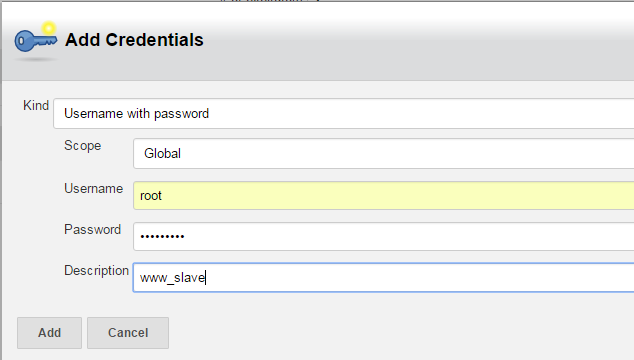 Add Credentials
Kind
Username with password
Scope
Global
Username
root
Password
•••••••••
Description
www_slave
Add
Cancel